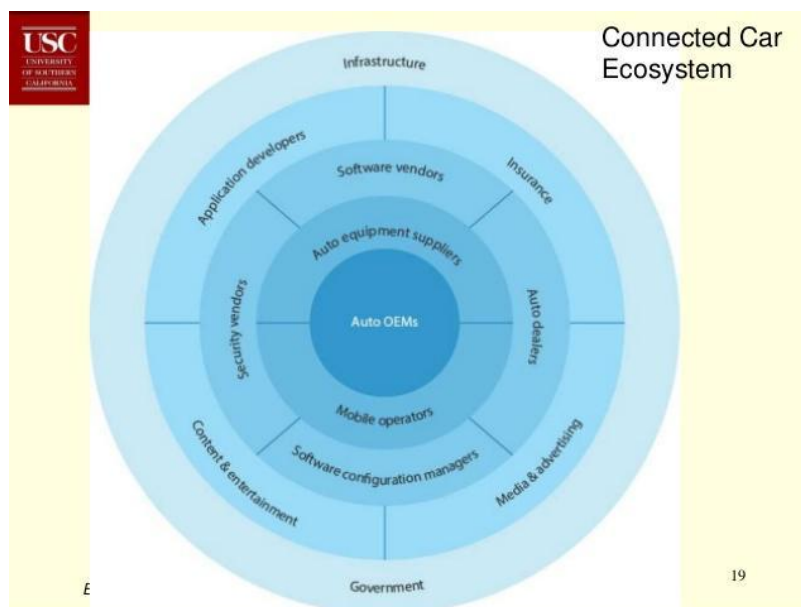 USC
UNIVERSITY
OF SOUTHERN
CALIFORNIA
Connected Car
Ecosystem
Infrastructure
Application developers
Insurance
Software vendors
Auto equipment suppliers
Security vendors
Auto OEMs
Auto dealers
Mobile operators
Software configuration managers
Content & entertainment
Media & advertising
Government
19